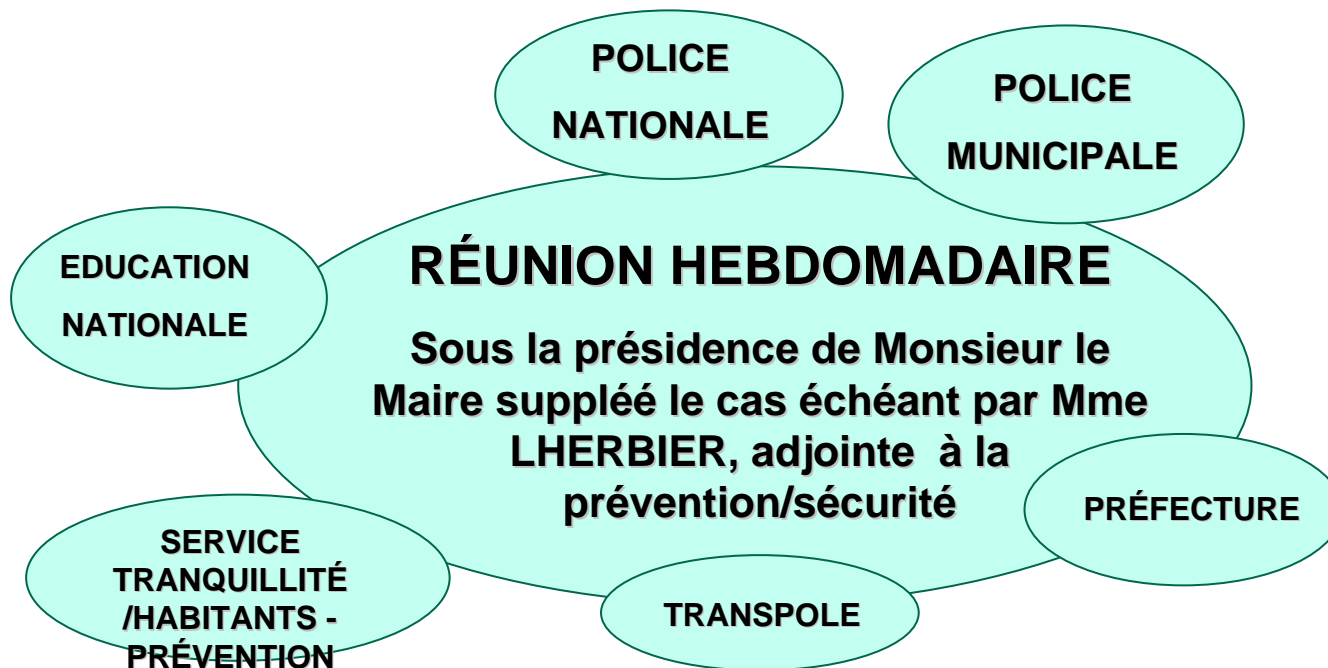 POLICE
NATIONALE
POLICE
MUNICIPALE
EDUCATION
NATIONALE
RÉUNION HEBDOMADAIRE
Sous la présidence de Monsieur le
Maire suppléé le cas échéant par Mme
LHERBIER, adjointe à la
prévention/sécurité
PRÉFECTURE
SERVICE
TRANQUILLITÉ
/HABITANTS -
PRÉVENTION
TRANSPOLE